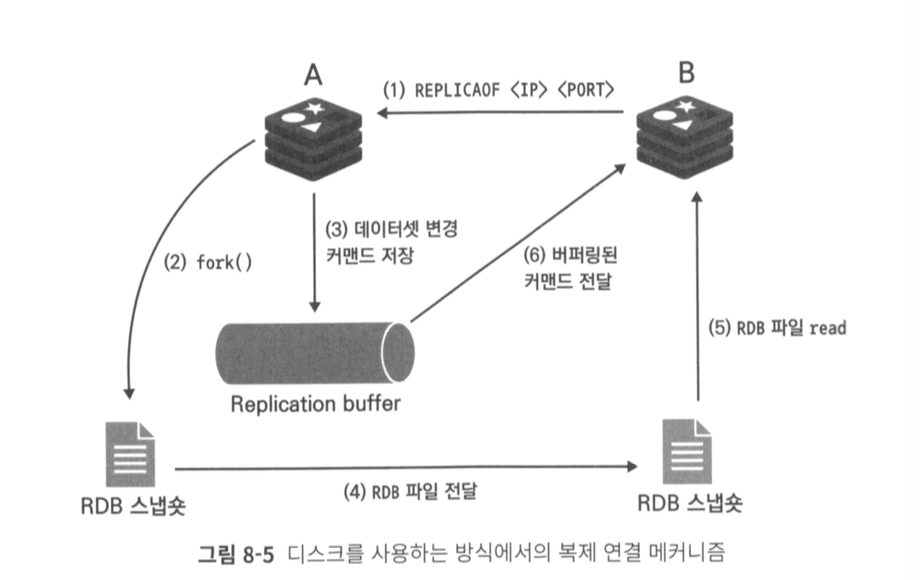 A
B
(1) REPLICAOF <IP> <PORT>
(2) fork()
(3) 데이터셋 변경
커맨드 저장
(6) 버퍼링된
커맨드 전달
(5) RDB 파일 read
Replication buffer
RDB 스냅숏
(4) RDB 파일 전달
RDB 스냅숏
그림 8-5 디스크를 사용하는 방식에서의 복제 연결 메커니즘